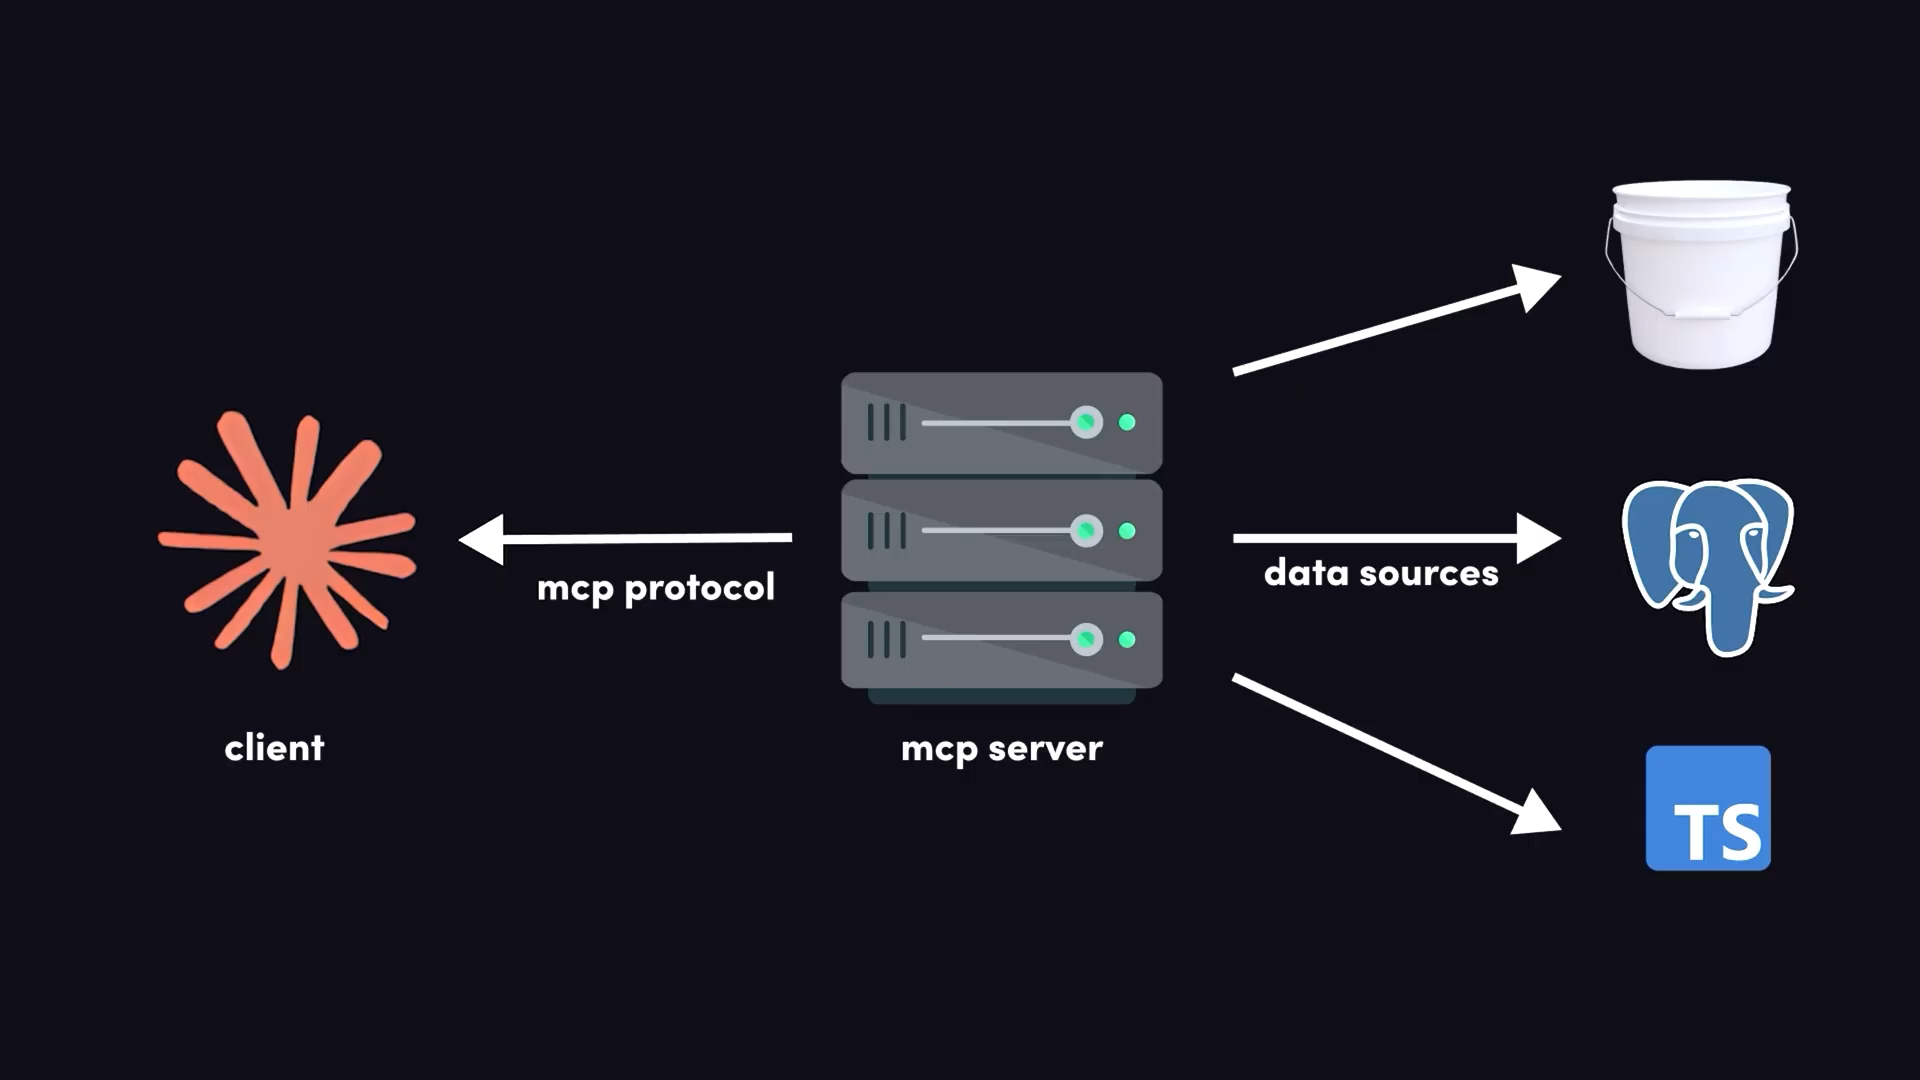 mcp protocol
data sources
client
mcp server
TS